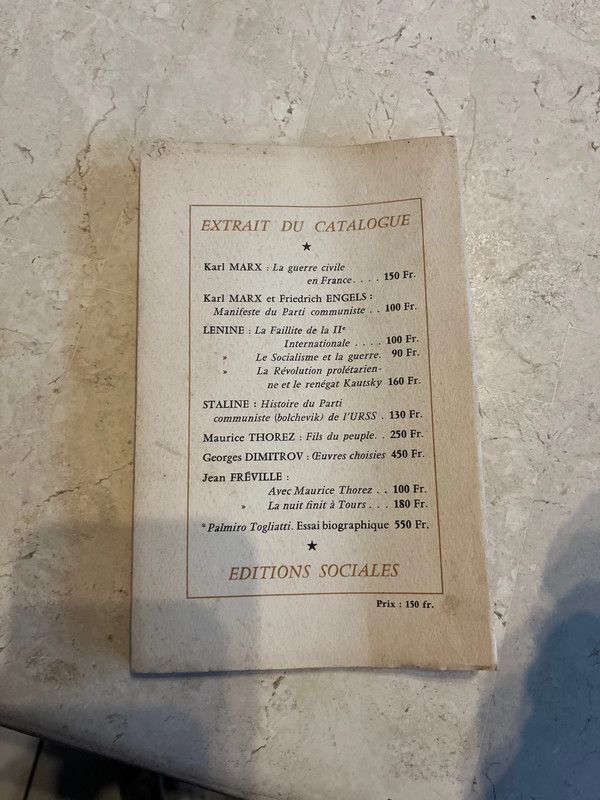 EXTRAIT DU CATALOGUE
★
Karl MARX : La guerre civile
en France. . . . 150 Fr.
Karl MARX et Friedrich ENGELS :
Manifeste du Parti communiste . . 100 Fr.
LENINE : La Faillite de la IIe
Internationale . . . . 100 Fr.
» Le Socialisme et la guerre. 90 Fr.
» La Révolution prolétarien-
ne et le renégat Kautsky 160 Fr.
STALINE : Histoire du Parti
communiste (bolchevik) de l'URSS . 130 Fr.
Maurice THOREZ : Fils du peuple. . 250 Fr.
Georges DIMITROV : Œuvres choisies 450 Fr.
Jean FRÉVILLE :
Avec Maurice Thorez . . 100 Fr.
» La nuit finit à Tours . . . 180 Fr.
*Palmiro Togliatti. Essai biographique 550 Fr.
★
EDITIONS SOCIALES
Prix : 150 fr.